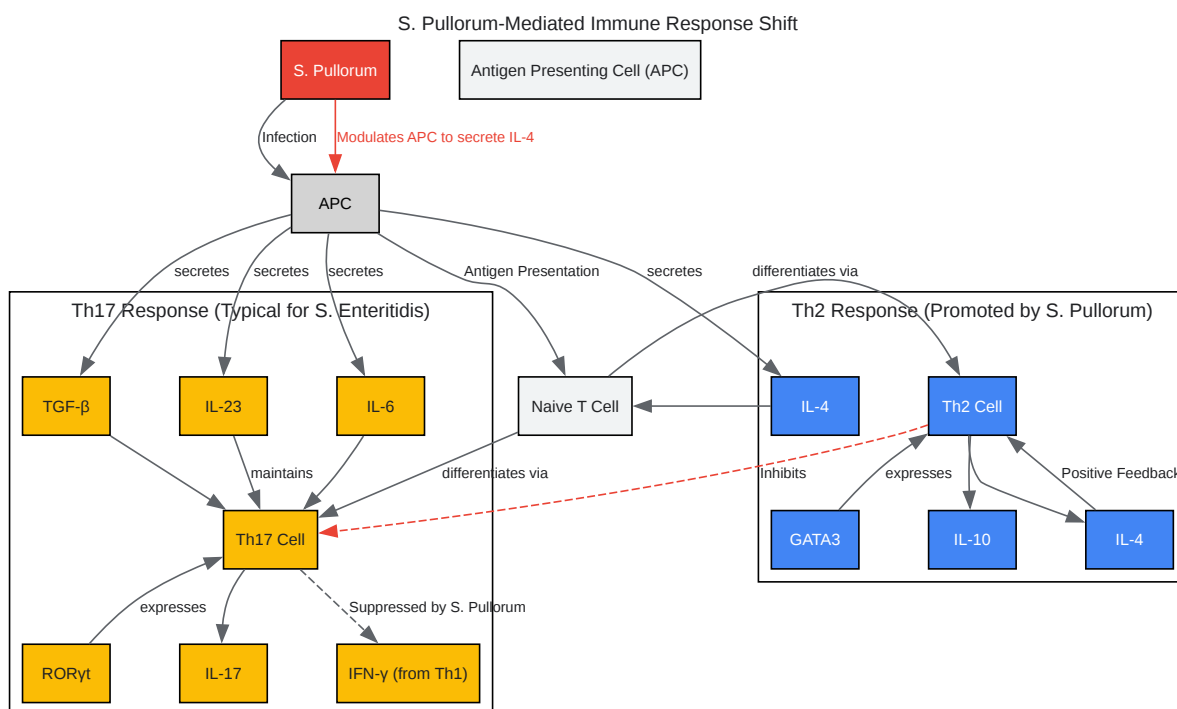 S. Pullorum-Mediated Immune Response Shift
S. Pullorum
Antigen Presenting Cell (APC)
Infection
Modulates APC to secrete IL-4
APC
secretes
secretes
secretes
Antigen Presentation
secretes
differentiates via
Th17 Response (Typical for S. Enteritidis)
Th2 Response (Promoted by S. Pullorum)
TGF-β
IL-23
IL-6
Naive T Cell
IL-4
Th2 Cell
maintains
differentiates via
Inhibits
expresses
Positive Feedback
Th17 Cell
GATA3
IL-10
IL-4
expresses
Suppressed by S. Pullorum
RORγt
IL-17
IFN-γ (from Th1)